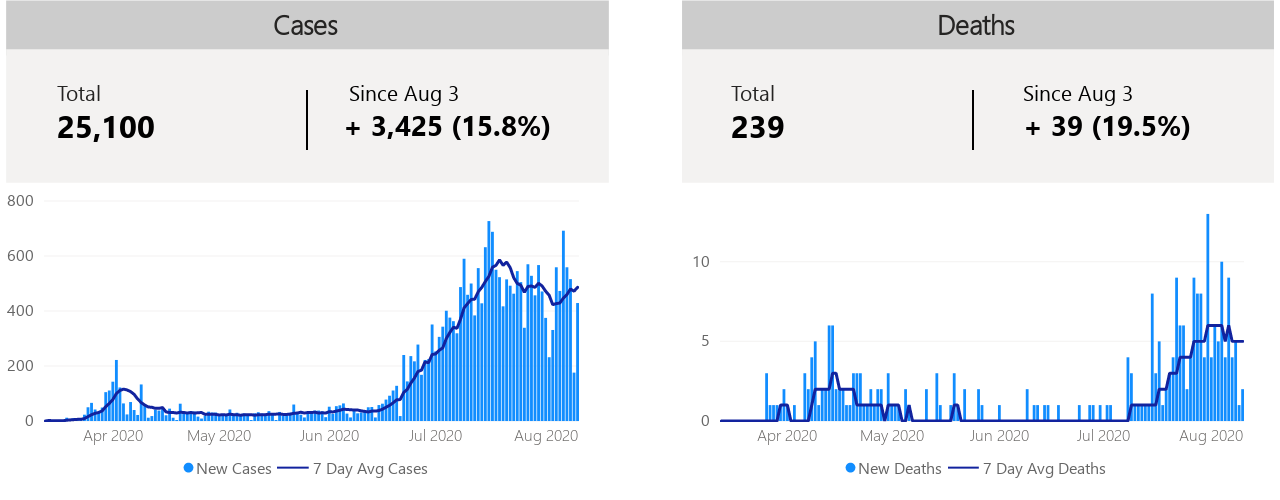 Cases
Total
25,100
Since Aug 3
+ 3,425 (15.8%)
800
600
400
200
0
Apr 2020 May 2020 Jun 2020 Jul 2020 Aug 2020
New Cases 7 Day Avg Cases
Deaths
Total
239
Since Aug 3
+ 39 (19.5%)
10
5
0
Apr 2020 May 2020 Jun 2020 Jul 2020 Aug 2020
New Deaths 7 Day Avg Deaths